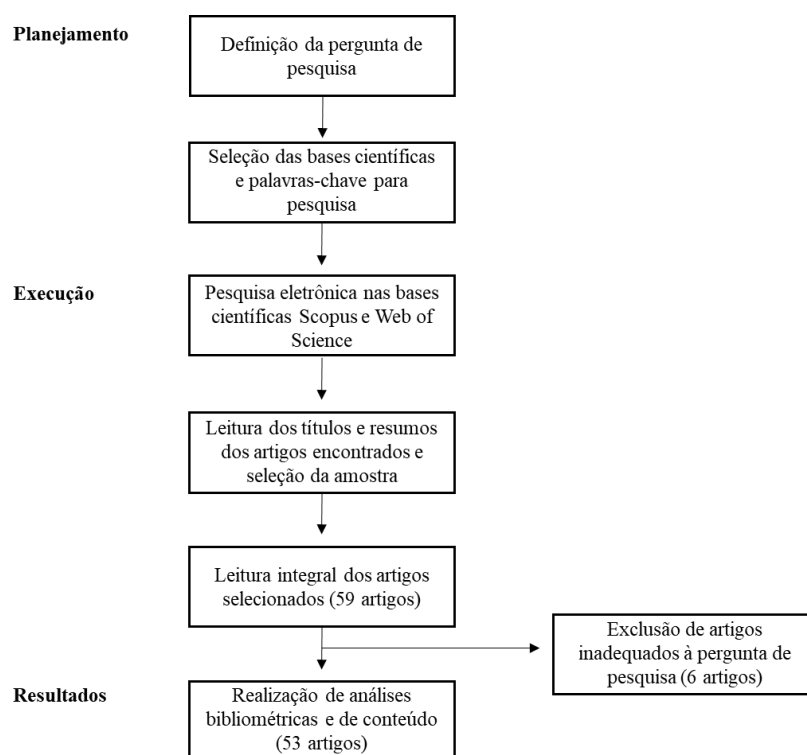 Planejamento
Definição da pergunta de
pesquisa
Seleção das bases científicas
e palavras-chave para
pesquisa
Execução
Pesquisa eletrônica nas bases
científicas Scopus e Web of
Science
Leitura dos títulos e resumos
dos artigos encontrados e
seleção da amostra
Leitura integral dos artigos
selecionados (59 artigos)
Exclusão de artigos
inadequados à pergunta de
pesquisa (6 artigos)
Resultados
Realização de análises
bibliométricas e de conteúdo
(53 artigos)